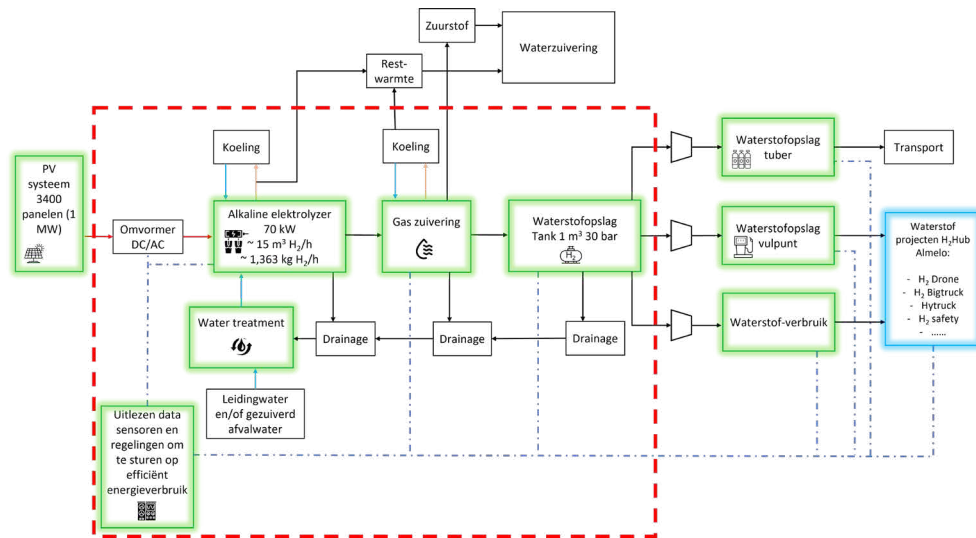 Zuurstof
Waterzuivering
Rest-
warmte
Koeling
Koeling
PV
systeem
3400
panelen (1
MW)
Omvormer
DC/AC
Alkaline elektrolyzer
70 kW
~ 15 m³ H₂/h
~ 1,363 kg H₂/h
Gas zuivering
Waterstofopslag
Tank 1 m³ 30 bar
H₂
Waterstofopslag
tuber
Transport
Waterstofopslag
vulpunt
Waterstof
projecten H₂Hub
Almelo:
- H₂ Drone
- H₂ Bigtruck
- Hytruck
- H₂ safety
- ......
Water treatment
Drainage
Drainage
Drainage
Waterstof-verbruik
Leidingwater
en/of gezuiverd
afvalwater
Uitlezen data
sensoren en
regelingen om
te sturen op
efficiënt
energieverbruik